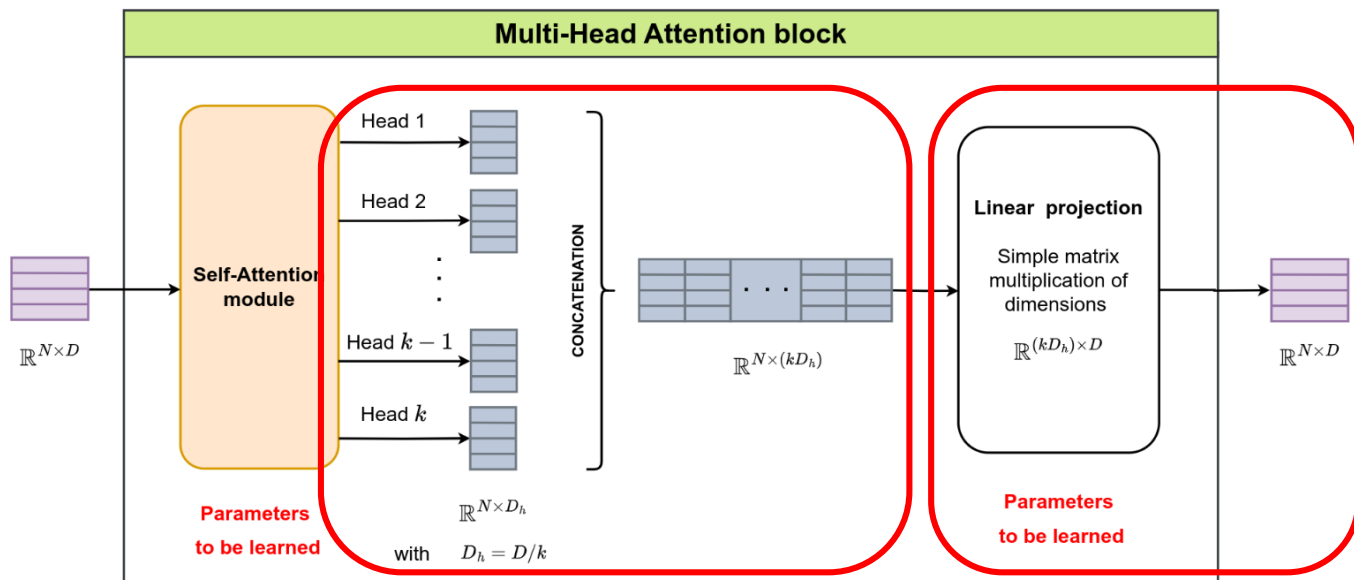 Multi-Head Attention block
Head 1
Head 2
Self-Attention
module
Head k − 1
Head k
CONCATENATION
Linear projection
Simple matrix
multiplication of
dimensions
ℝ^{(kD_h)×D}
ℝ^{N×D}
ℝ^{N×(kD_h)}
ℝ^{N×D}
ℝ^{N×D_h}
with D_h = D/k
Parameters
to be learned
Parameters
to be learned
· · ·